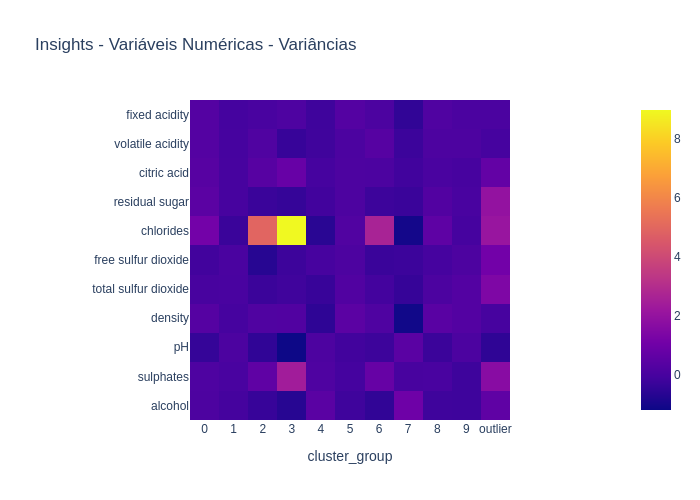 Insights - Variáveis Numéricas - Variâncias
fixed acidity
volatile acidity
citric acid
residual sugar
chlorides
free sulfur dioxide
total sulfur dioxide
density
pH
sulphates
alcohol
0 1 2 3 4 5 6 7 8 9 outlier
cluster_group
8
6
4
2
0